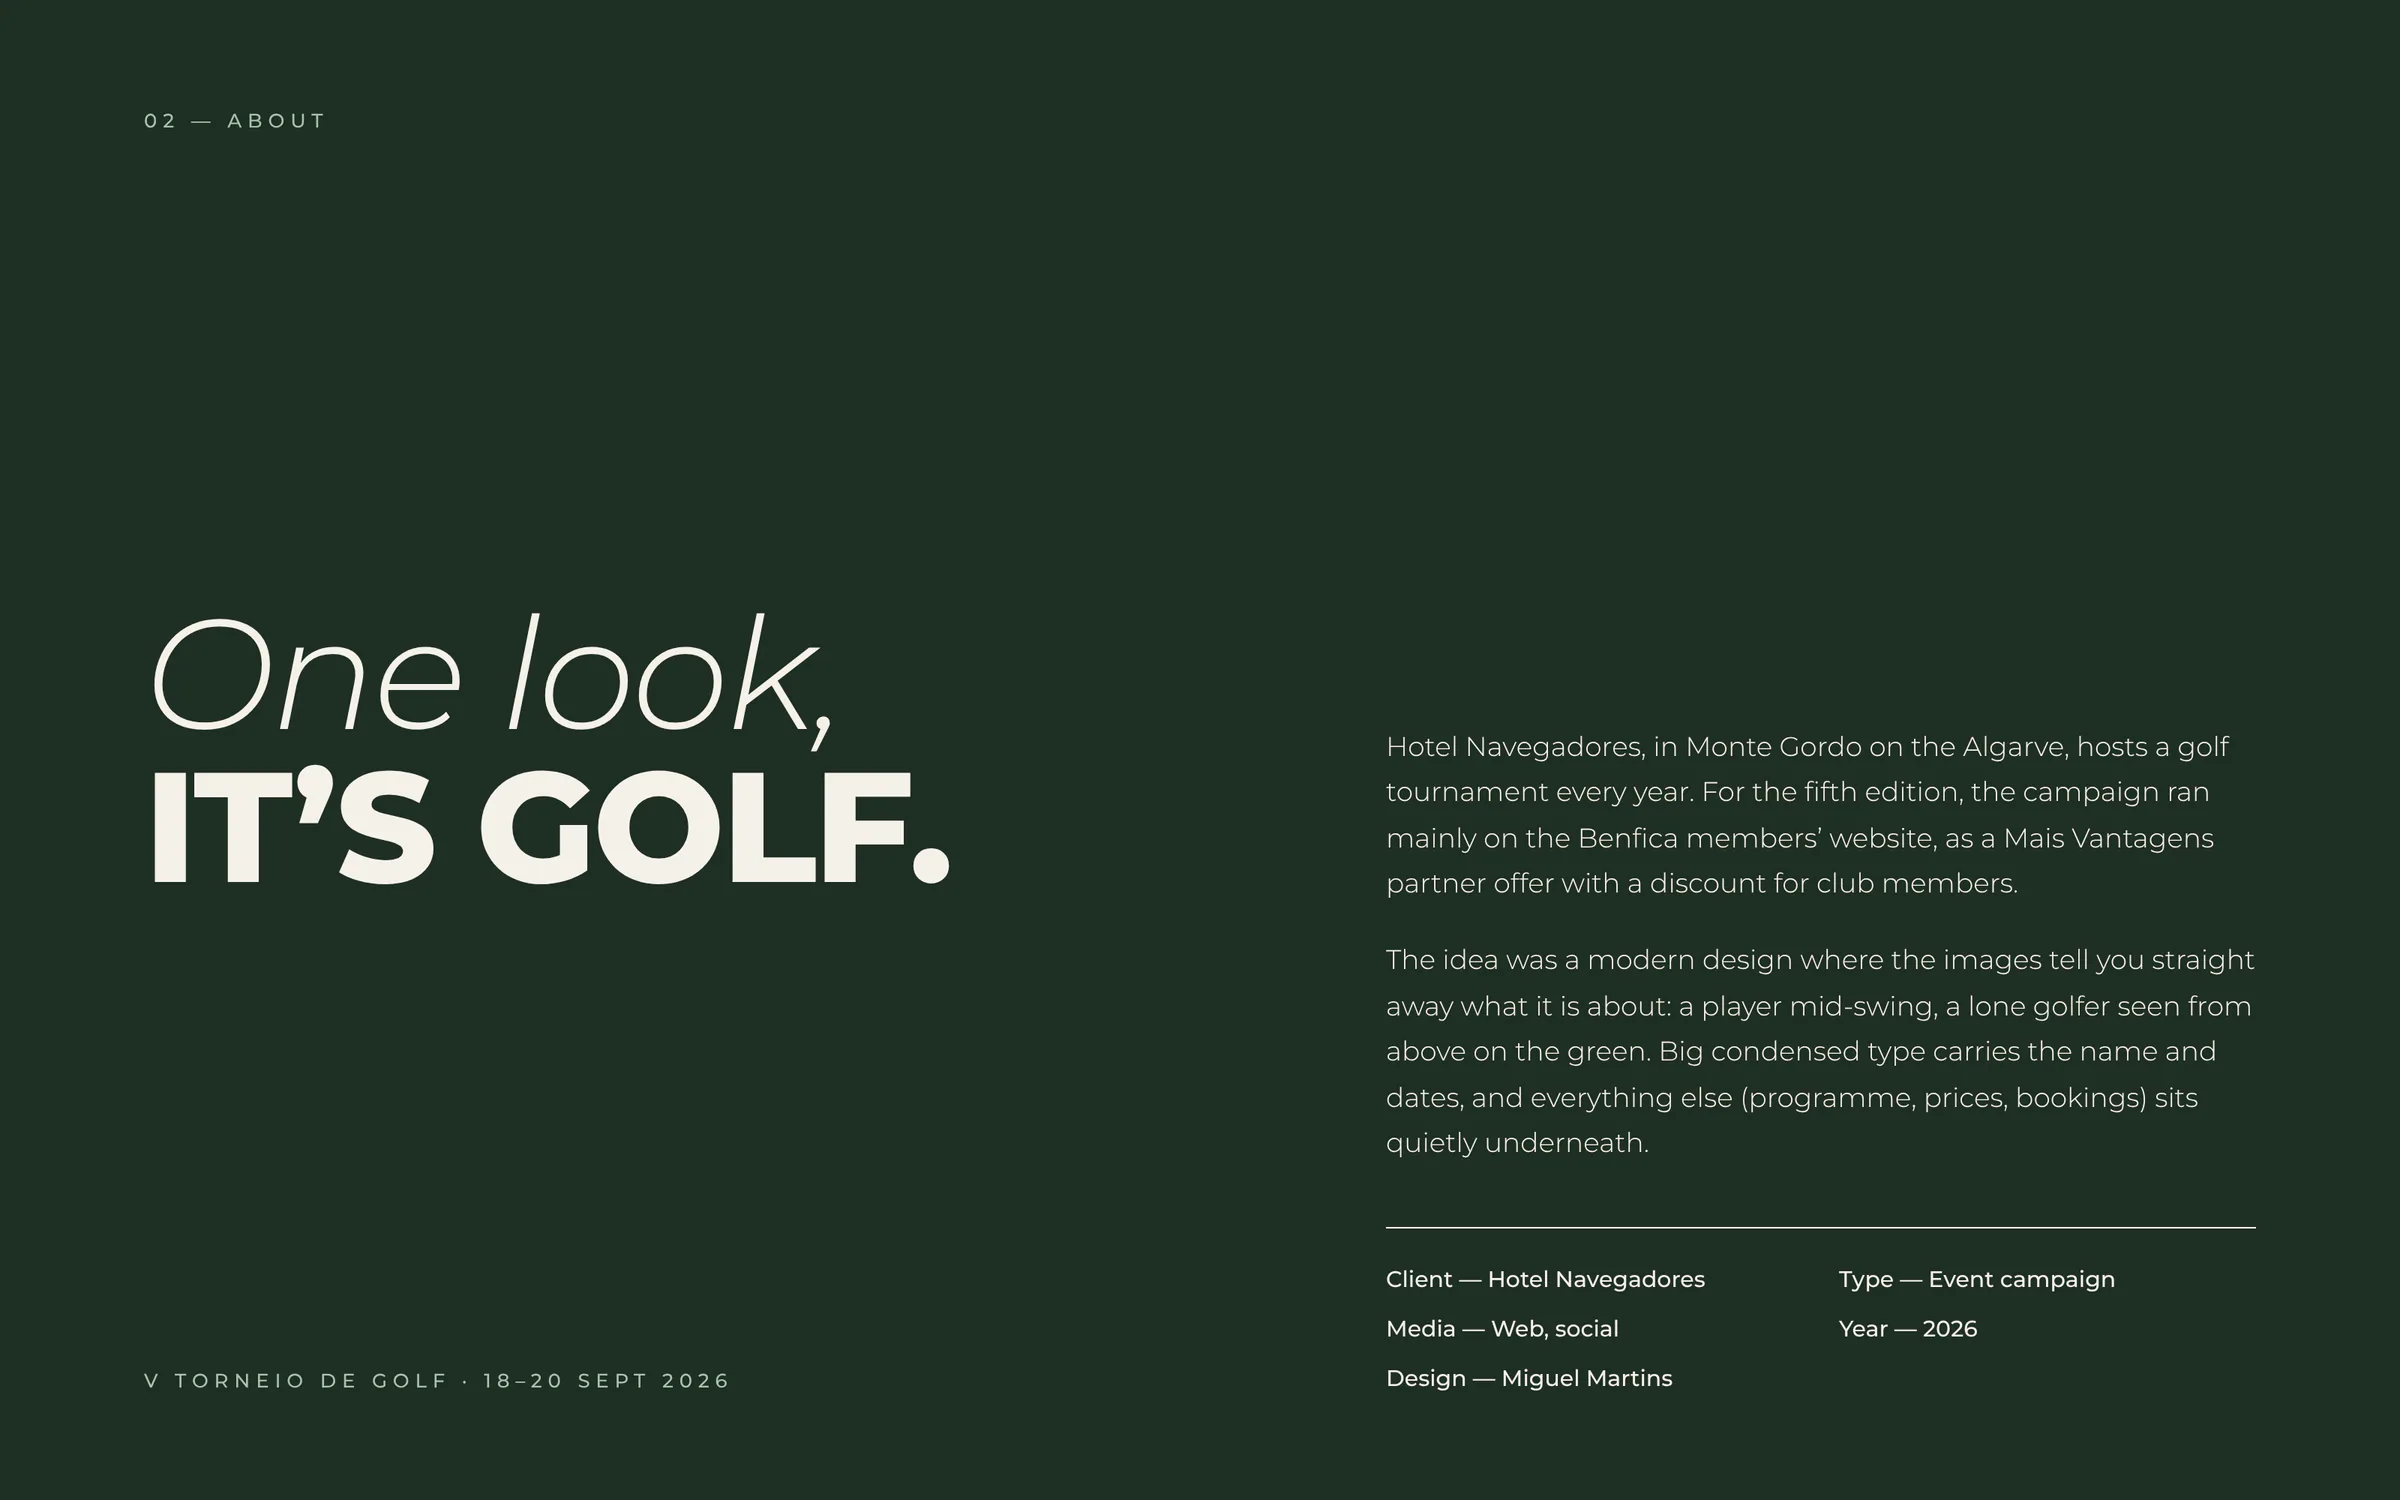 02 — ABOUT
One look,
IT’S GOLF.
Hotel Navegadores, in Monte Gordo on the Algarve, hosts a golf
tournament every year. For the fifth edition, the campaign ran
mainly on the Benfica members’ website, as a Mais Vantagens
partner offer with a discount for club members.
The idea was a modern design where the images tell you straight
away what it is about: a player mid-swing, a lone golfer seen from
above on the green. Big condensed type carries the name and
dates, and everything else (programme, prices, bookings) sits
quietly underneath.
Client — Hotel Navegadores
Type — Event campaign
Media — Web, social
Year — 2026
Design — Miguel Martins
V TORNEIO DE GOLF · 18–20 SEPT 2026